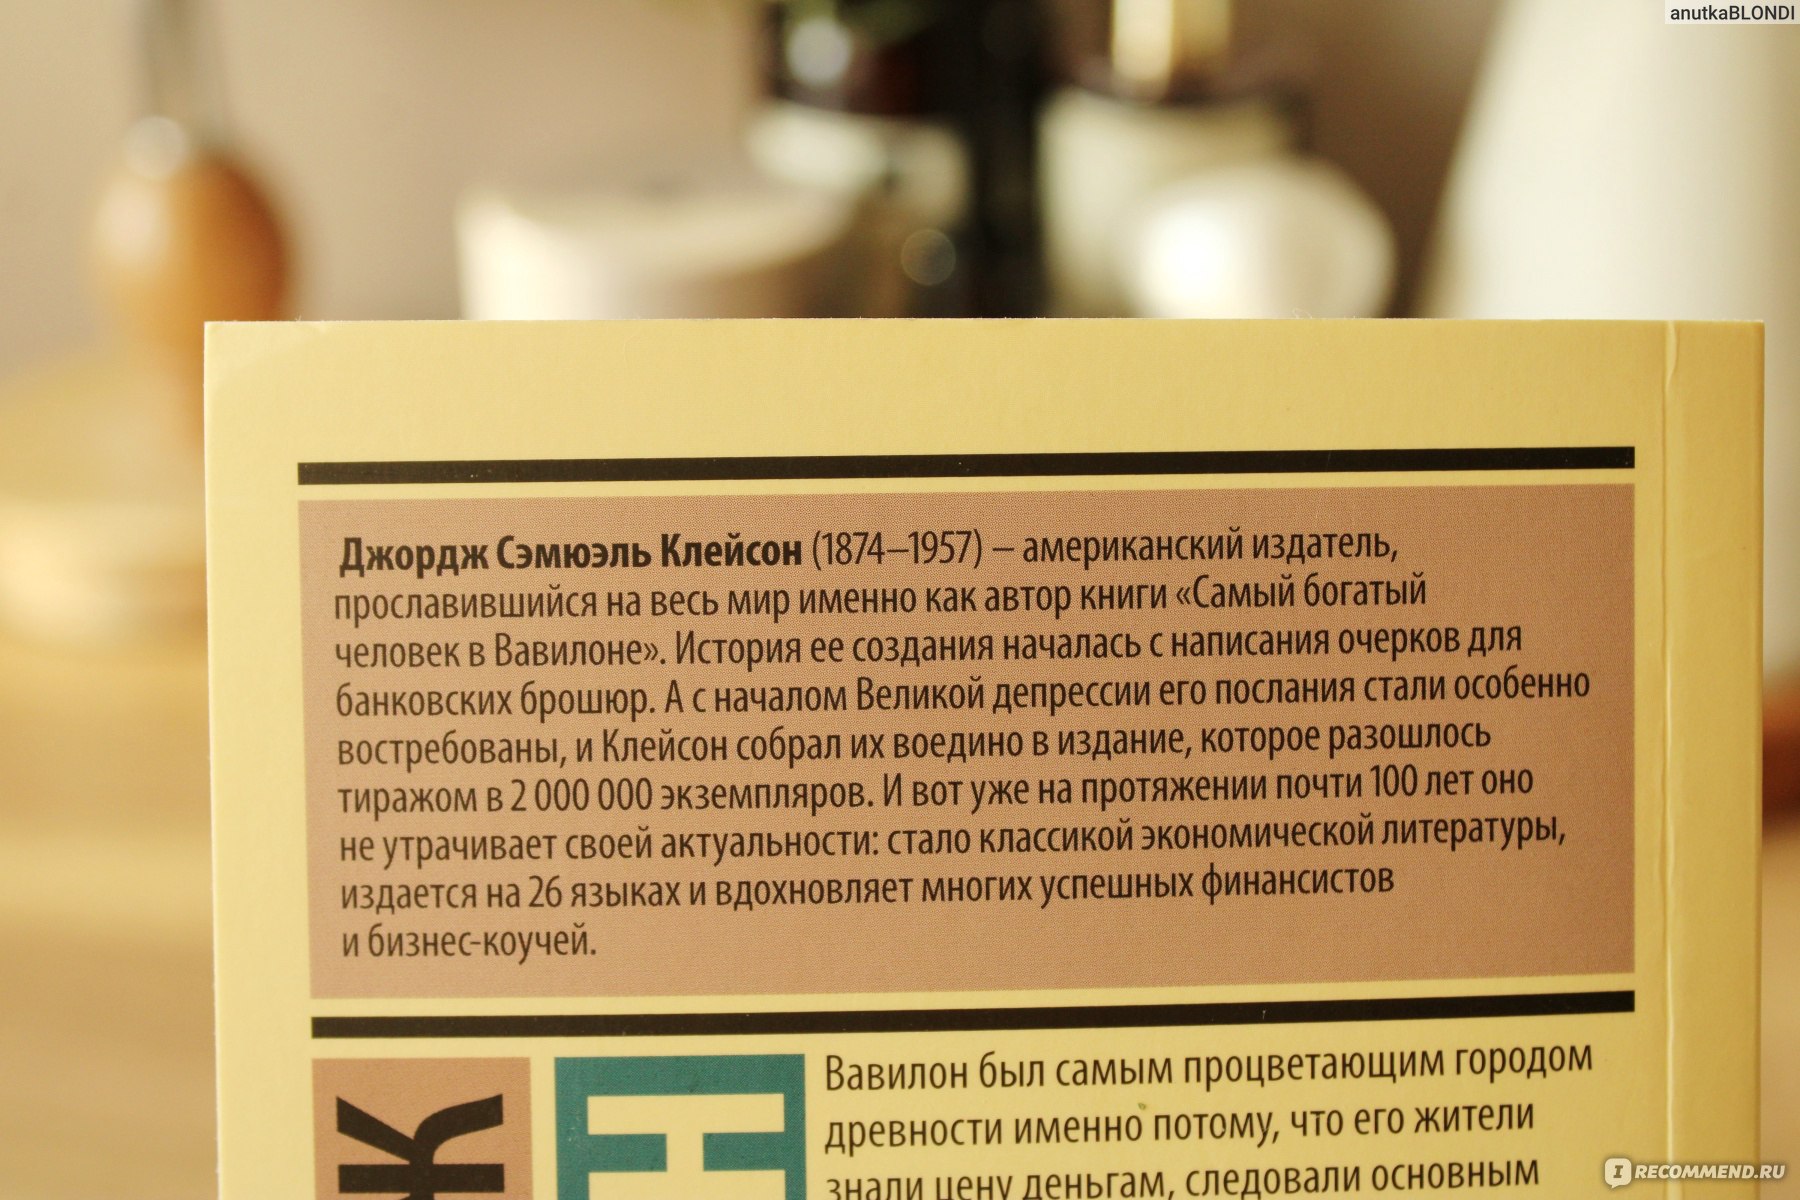 anutkaBLONDI
Джордж Сэмюэль Клейсон (1874–1957) – американский издатель,
прославившийся на весь мир именно как автор книги «Самый богатый
человек в Вавилоне». История ее создания началась с написания очерков для
банковских брошюр. А с началом Великой депрессии его послания стали особенно
востребованы, и Клейсон собрал их воедино в издание, которое разошлось
тиражом в 2 000 000 экземпляров. И вот уже на протяжении почти 100 лет оно
не утрачивает своей актуальности: стало классикой экономической литературы,
издается на 26 языках и вдохновляет многих успешных финансистов
и бизнес-коучей.
Вавилон был самым процветающим городом
древности именно потому, что его жители
знали цену деньгам, следовали основным
I RECOMMEND.RU